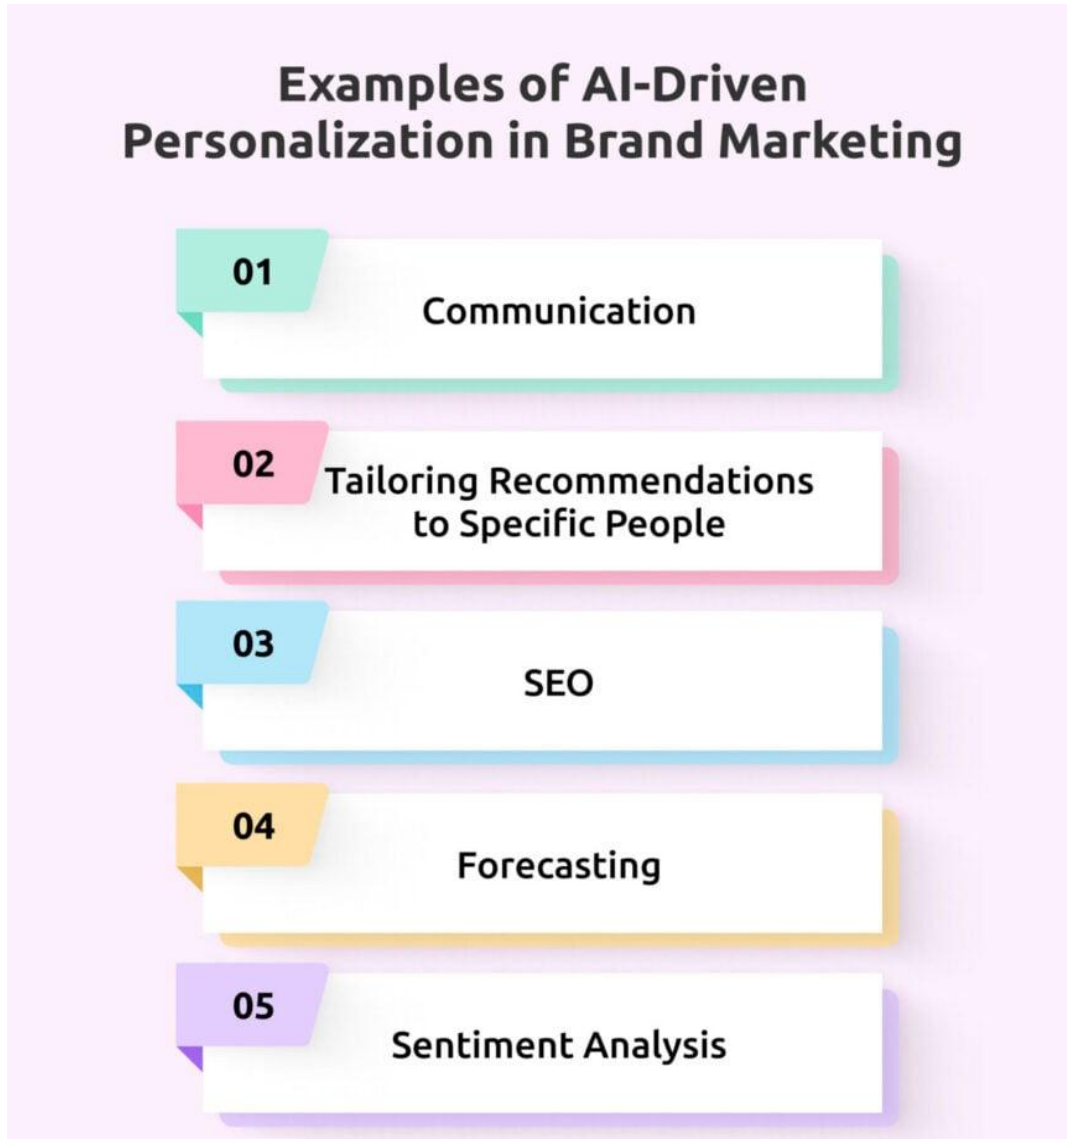 Examples of AI-Driven
Personalization in Brand Marketing
01
Communication
02
Tailoring Recommendations
to Specific People
03
SEO
04
Forecasting
05
Sentiment Analysis